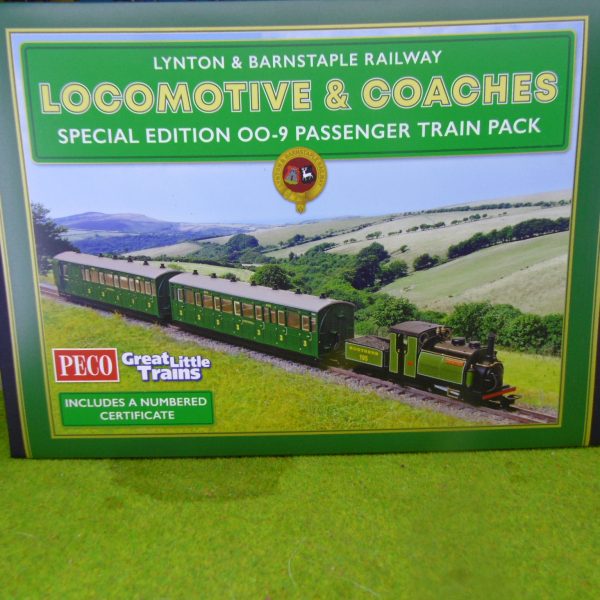 LYNTON & BARNSTAPLE RAILWAY
LOCOMOTIVE & COACHES
SPECIAL EDITION OO-9 PASSENGER TRAIN PACK
PECO
Great Little
Trains
INCLUDES A NUMBERED
CERTIFICATE
SOUTHERN